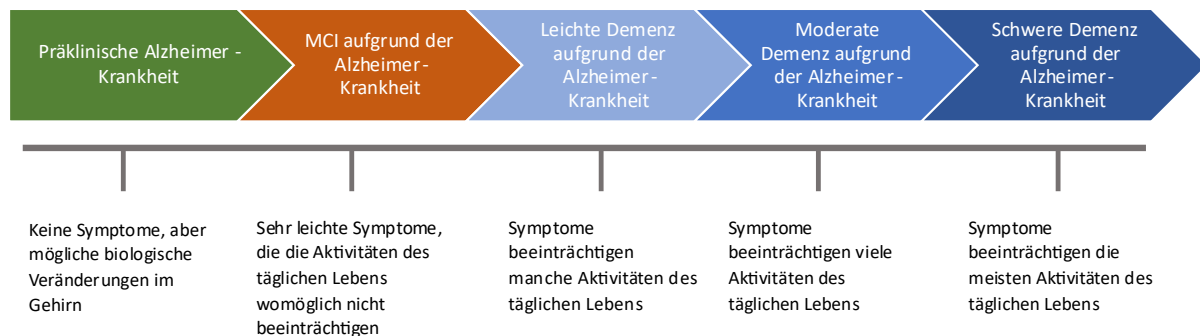 Präklinische Alzheimer -
Krankheit
MCI aufgrund der
Alzheimer-
Krankheit
Leichte Demenz
aufgrund der
Alzheimer-
Krankheit
Moderate
Demenz aufgrund
der Alzheimer-
Krankheit
Schwere Demenz
aufgrund der
Alzheimer-
Krankheit
Keine Symptome, aber
mögliche biologische
Veränderungen im
Gehirn
Sehr leichte Symptome,
die die Aktivitäten des
täglichen Lebens
womöglich nicht
beeinträchtigen
Symptome
beeinträchtigen
manche Aktivitäten des
täglichen Lebens
Symptome
beeinträchtigen viele
Aktivitäten des
täglichen Lebens
Symptome
beeinträchtigen die
meisten Aktivitäten des
täglichen Lebens